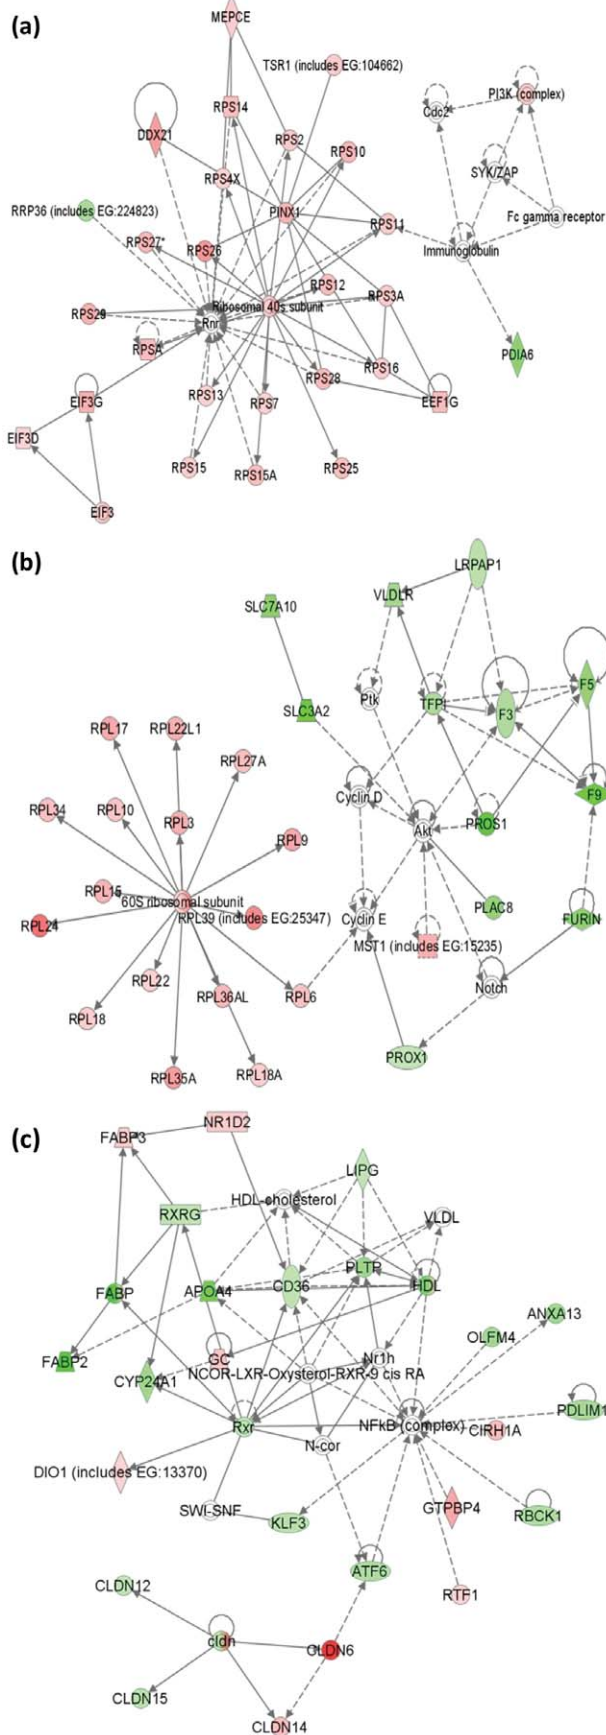 (a)
MEPCE
TSR1 (includes EG:104662)
PI3K (complex)
Cdc2
RPS14
DDX21
RPS2
RPS10
RPS4X
SYK/ZAP
RRP36 (includes EG:224823)
PINX1
RPS11
Fc gamma receptor
RPS27*
RPS26
Immunoglobulin
RPS12
RPS3A
Ribosomal 40s subunit
RPS29
Rnr
RPSA
PDIA6
RPS16
RPS28
EIF3G
RPS13
RPS7
EEF1G
EIF3D
RPS15
RPS15A
RPS25
EIF3
(b)
LRPAP1
VLDLR
SLC7A10
F5
Ptk
TFPI
F3
SLC3A2
RPL17
RPL22L1
RPL27A
Cyclin D
F9
RPL34
RPL10
RPL3
Akt
PROS1
RPL9
RPL15
60S ribosomal subunit
PLAC8
RPL24
RPL39 (includes EG:25347)
Cyclin E
FURIN
MST1 (includes EG:15235)
RPL22
RPL36AL
RPL6
Notch
RPL18
PROX1
RPL35A
RPL18A
(c)
NR1D2
FABP3
LIPG
HDL-cholesterol
RXRG
VLDL
PLTP
FABP
APOA4
CD36
HDL
ANXA13
OLFM4
FABP2
GC
Nr1h
CYP24A1
NCOR-LXR-Oxysterol-RXR-9 cis RA
PDLIM1
Rxr
NFkB (complex)
CIRH1A
N-cor
DIO1 (includes EG:13370)
GTPBP4
SWI-SNF
KLF3
RBCK1
ATF6
RTF1
CLDN12
cldn
CLDN6
CLDN15
CLDN14